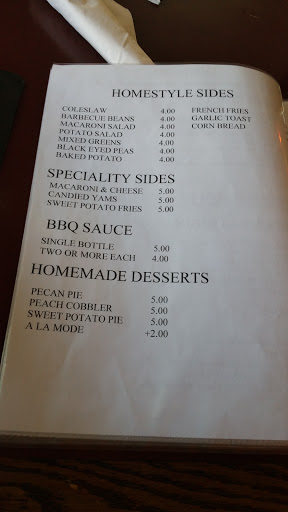 HOMESTYLE SIDES
COLESLAW 4.00 FRENCH FRIES
BARBECUE BEANS 4.00 GARLIC TOAST
MACARONI SALAD 4.00 CORN BREAD
POTATO SALAD 4.00
MIXED GREENS 4.00
BLACK EYED PEAS 4.00
BAKED POTATO 4.00
SPECIALITY SIDES
MACARONI & CHEESE 5.00
CANDIED YAMS 5.00
SWEET POTATO FRIES 5.00
BBQ SAUCE
SINGLE BOTTLE 5.00
TWO OR MORE EACH 4.00
HOMEMADE DESSERTS
PECAN PIE 5.00
PEACH COBBLER 5.00
SWEET POTATO PIE 5.00
A LA MODE +2.00